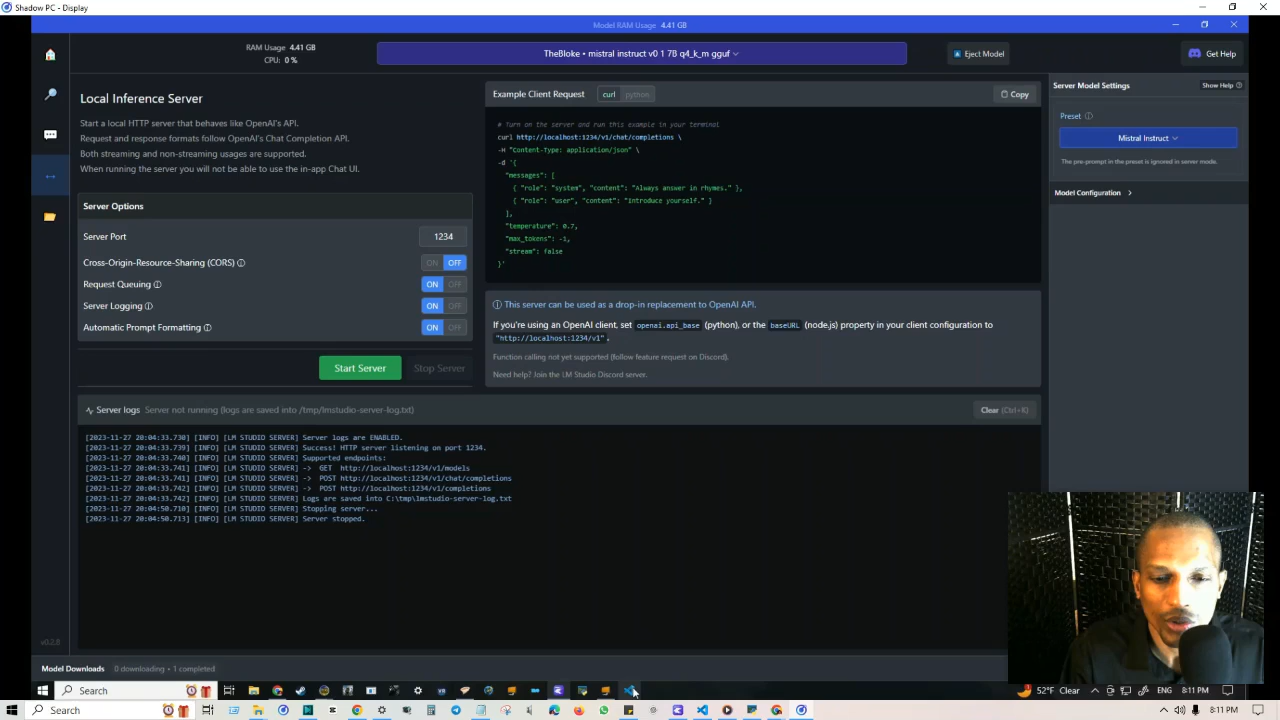 Shadow PC - Display
Model RAM Usage 4.41 GB
RAM Usage 4.41 GB
CPU: 0 %
TheBloke • mistral instruct v0 1 7B q4_k_m gguf
Eject Model
Get Help
Local Inference Server
Start a local HTTP server that behaves like OpenAI's API.
Request and response formats follow OpenAI's Chat Completion API.
Both streaming and non-streaming usages are supported.
When running the server you will not be able to use the in-app Chat UI.
Server Options
Server Port 1234
Cross-Origin-Resource-Sharing (CORS) ON OFF
Request Queuing ON OFF
Server Logging ON OFF
Automatic Prompt Formatting ON OFF
Start Server Stop Server
Example Client Request curl python Copy
# Turn on the server and run this example in your terminal
curl http://localhost:1234/v1/chat/completions \
-H "Content-Type: application/json" \
-d '{
"messages": [
{ "role": "system", "content": "Always answer in rhymes." },
{ "role": "user", "content": "Introduce yourself." }
],
"temperature": 0.7,
"max_tokens": -1,
"stream": false
}'
This server can be used as a drop-in replacement to OpenAI API.
If you're using an OpenAI client, set openai.api_base (python), or the baseURL (node.js) property in your client configuration to
"http://localhost:1234/v1".
Function calling not yet supported (follow feature request on Discord).
Need help? Join the LM Studio Discord server.
Server Model Settings Show Help
Preset
Mistral Instruct
The pre-prompt in the preset is ignored in server mode.
Model Configuration
Server logs Server not running (logs are saved into /tmp/lmstudio-server-log.txt) Clear (Ctrl+K)
[2023-11-27 20:04:33.730] [INFO] [LM STUDIO SERVER] Server logs are ENABLED.
[2023-11-27 20:04:33.739] [INFO] [LM STUDIO SERVER] Success! HTTP server listening on port 1234.
[2023-11-27 20:04:33.740] [INFO] [LM STUDIO SERVER] Supported endpoints:
[2023-11-27 20:04:33.741] [INFO] [LM STUDIO SERVER] -> GET http://localhost:1234/v1/models
[2023-11-27 20:04:33.741] [INFO] [LM STUDIO SERVER] -> POST http://localhost:1234/v1/chat/completions
[2023-11-27 20:04:33.742] [INFO] [LM STUDIO SERVER] -> POST http://localhost:1234/v1/completions
[2023-11-27 20:04:33.742] [INFO] [LM STUDIO SERVER] Logs are saved into C:\tmp\lmstudio-server-log.txt
[2023-11-27 20:04:50.710] [INFO] [LM STUDIO SERVER] Stopping server...
[2023-11-27 20:04:50.713] [INFO] [LM STUDIO SERVER] Server stopped.
v0.2.8
Model Downloads 0 downloading • 1 completed
Search
52°F Clear ENG 8:11 PM
Search
ENG 8:11 PM